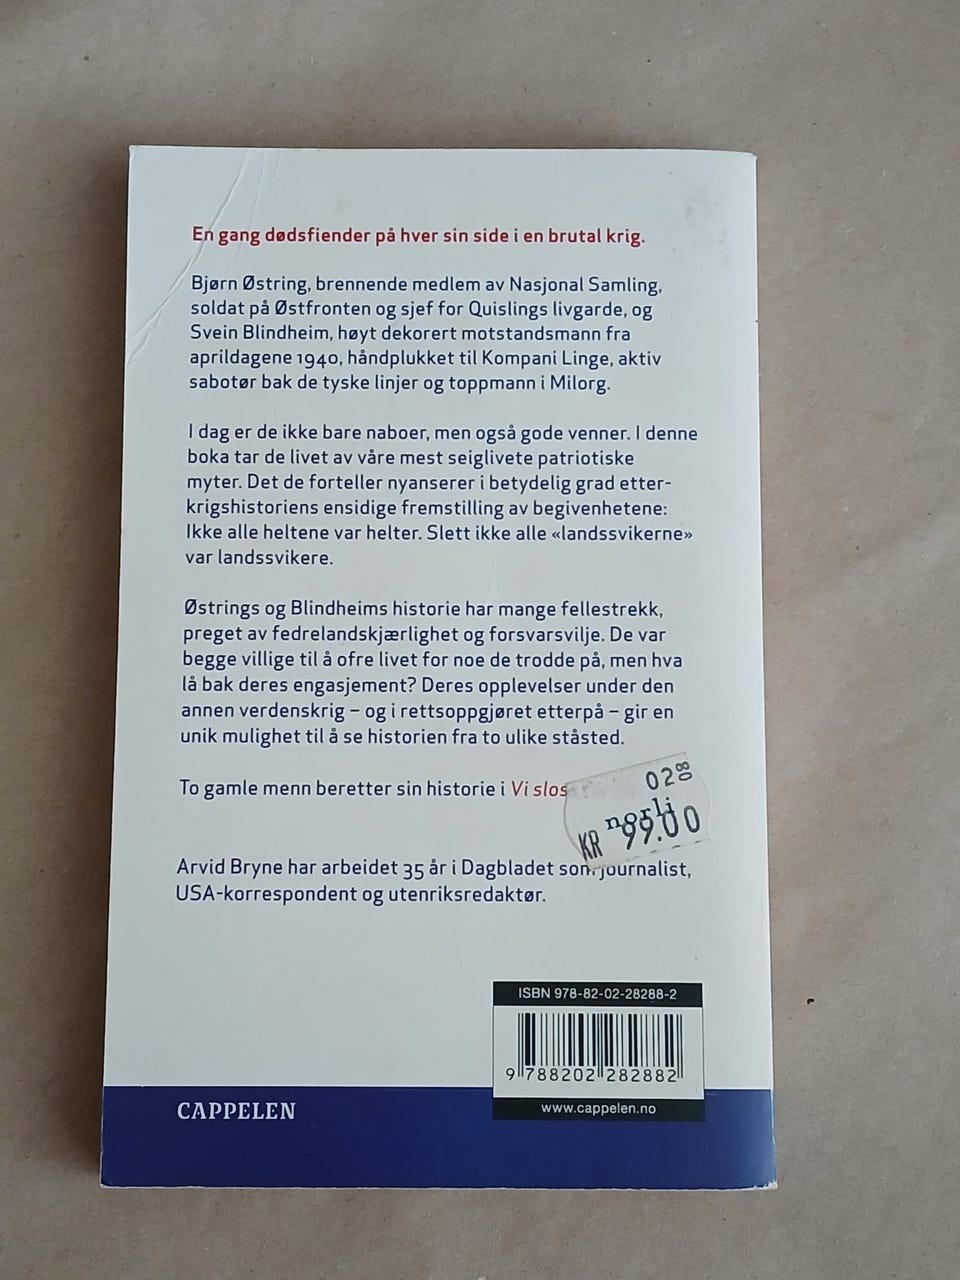 En gang dødsfiender på hver sin side i en brutal krig.
Bjørn Østring, brennende medlem av Nasjonal Samling,
soldat på Østfronten og sjef for Quislings livgarde, og
Svein Blindheim, høyt dekorert motstandsmann fra
aprildagene 1940, håndplukket til Kompani Linge, aktiv
sabotør bak de tyske linjer og toppmann i Milorg.
I dag er de ikke bare naboer, men også gode venner. I denne
boka tar de livet av våre mest seiglivete patriotiske
myter. Det de forteller nyanserer i betydelig grad etter-
krigshistoriens ensidige fremstilling av begivenhetene:
Ikke alle heltene var helter. Slett ikke alle «landssvikerne»
var landssvikere.
Østrings og Blindheims historie har mange fellestrekk,
preget av fedrelandskjærlighet og forsvarsvilje. De var
begge villige til å ofre livet for noe de trodde på, men hva
lå bak deres engasjement? Deres opplevelser under den
annen verdenskrig – og i rettsoppgjøret etterpå – gir en
unik mulighet til å se historien fra to ulike ståsted.
To gamle menn beretter sin historie i Vi slos
02 08
norli
KR 99.00
Arvid Bryne har arbeidet 35 år i Dagbladet som journalist,
USA-korrespondent og utenriksredaktør.
ISBN 978-82-02-28288-2
9 788202 282882
www.cappelen.no
CAPPELEN